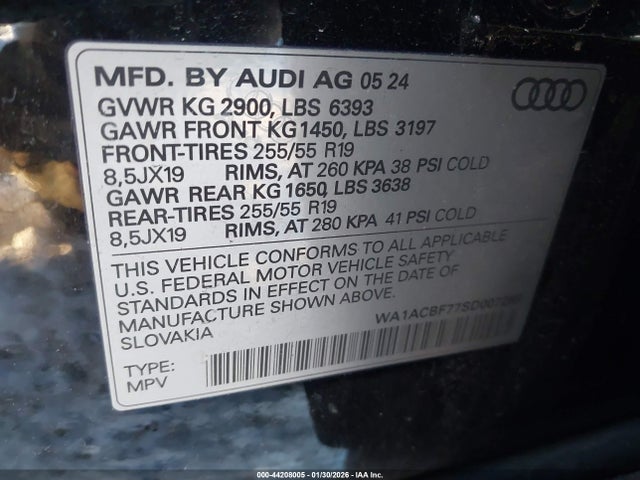 MFD. BY AUDI AG 05 24
GVWR KG 2900, LBS 6393
GAWR FRONT KG 1450, LBS 3197
FRONT-TIRES 255/55 R19
8,5JX19 RIMS, AT 260 KPA 38 PSI COLD
GAWR REAR KG 1650, LBS 3638
REAR-TIRES 255/55 R19
8,5JX19 RIMS, AT 280 KPA 41 PSI COLD
THIS VEHICLE CONFORMS TO ALL APPLICABLE
U.S. FEDERAL MOTOR VEHICLE SAFETY
STANDARDS IN EFFECT ON THE DATE OF
MANUFACTURE SHOWN ABOVE.
SLOVAKIA
TYPE:
MPV
000-44208005 - 01/30/2026 - IAA Inc.